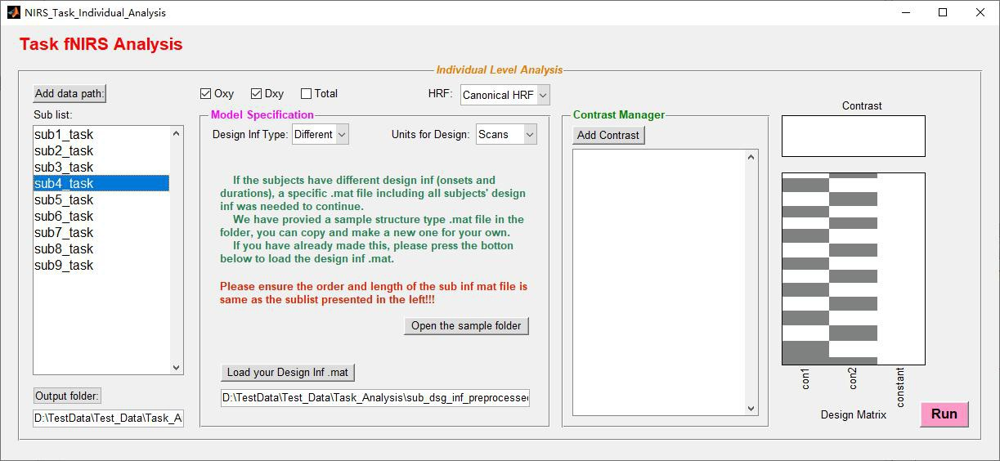 NIRS_Task_Individual_Analysis
Task fNIRS Analysis
Individual Level Analysis
Add data path:
Oxy
Dxy
Total
HRF:
Canonical HRF
Sub list:
sub1_task
sub2_task
sub3_task
sub4_task
sub5_task
sub6_task
sub7_task
sub8_task
sub9_task
Output folder:
D:\TestData\Test_Data\Task_A
Model Specification
Design Inf Type:
Different
Units for Design:
Scans
If the subjects have different design inf (onsets and
durations), a specific .mat file including all subjects' design
inf was needed to continue.
We have provied a sample structure type .mat file in the
folder, you can copy and make a new one for your own.
If you have already made this, please press the botton
below to load the design inf .mat.
Please ensure the order and length of the sub inf mat file is
same as the sublist presented in the left!!!
Open the sample folder
Load your Design Inf .mat
D:\TestData\Test_Data\Task_Analysis\sub_dsg_inf_preprocessed
Contrast Manager
Add Contrast
Contrast
con1
con2
constant
Design Matrix
Run